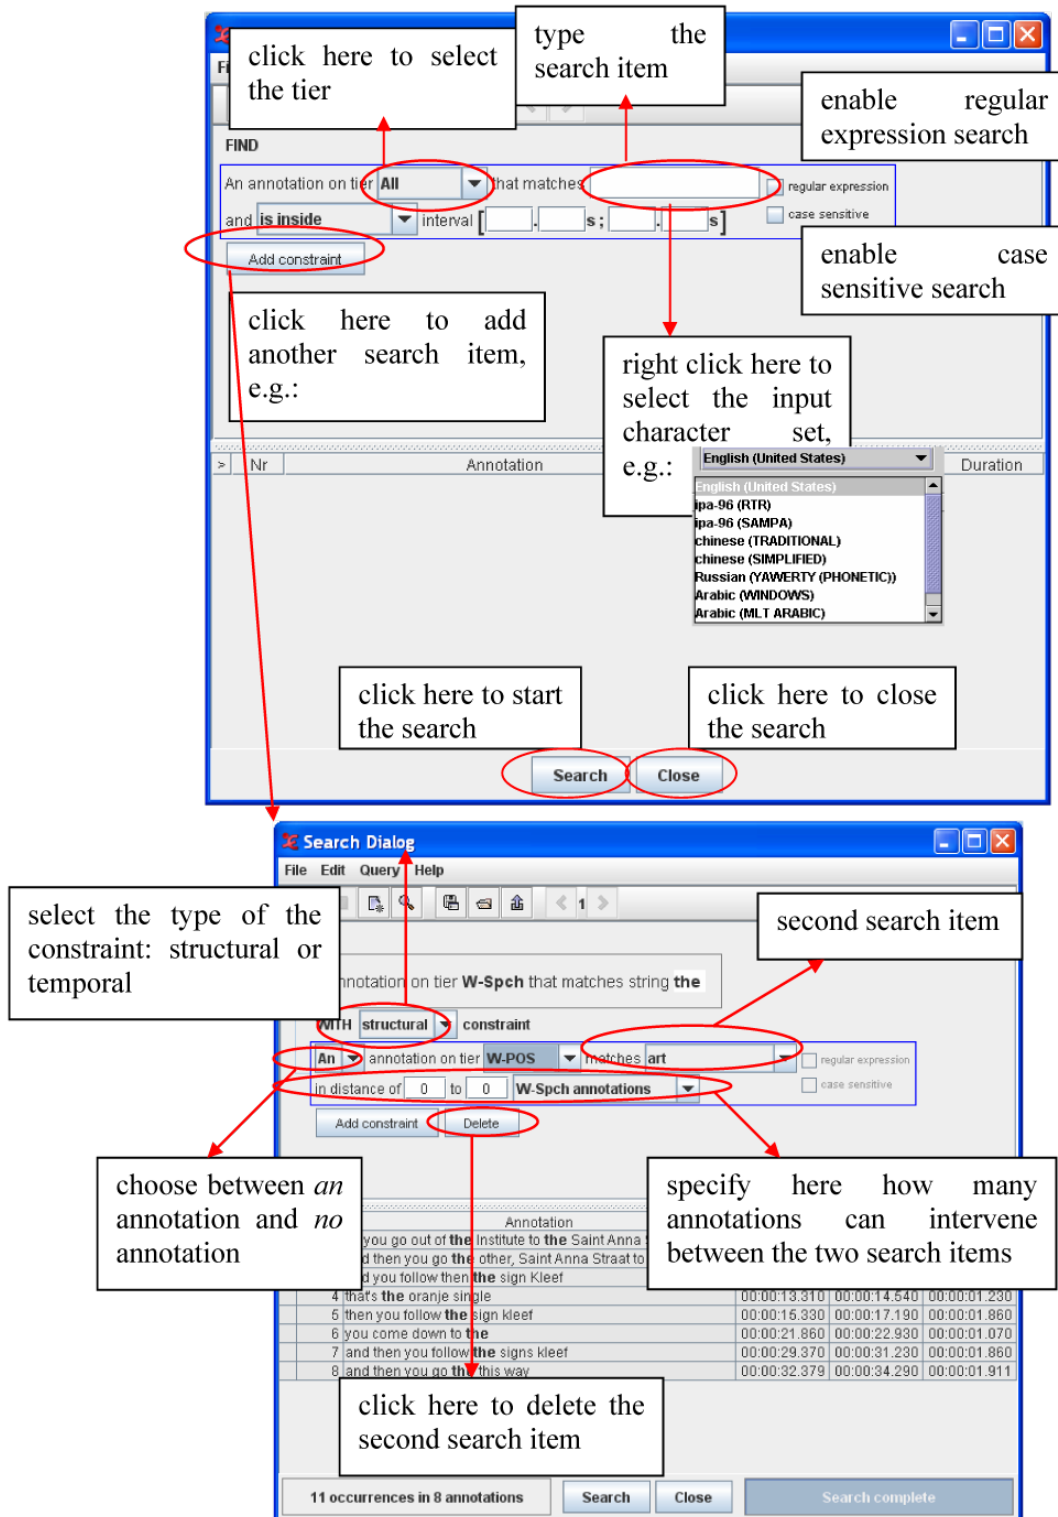 click here to select
the tier
type the
search item
Fi
enable regular
expression search
FIND
An annotation on tier All that matches
regular expression
and is inside interval [ . s ; . s ]
case sensitive
Add constraint
enable case
sensitive search
click here to add
another search item,
e.g.:
right click here to
select the input
character set,
e.g.:
> Nr Annotation Duration
English (United States)
English (United States)
ipa-96 (RTR)
ipa-96 (SAMPA)
chinese (TRADITIONAL)
chinese (SIMPLIFIED)
Russian (YAWERTY (PHONETIC))
Arabic (WINDOWS)
Arabic (MLT ARABIC)
click here to start
the search
click here to close
the search
Search Close
Search Dialog
File Edit Query Help
< 1 >
select the type of the
constraint: structural or
temporal
second search item
annotation on tier W-Spch that matches string the
WITH structural constraint
An annotation on tier W-POS matches art
regular expression
in distance of 0 to 0 W-Spch annotations
case sensitive
Add constraint Delete
choose between an
annotation and no
annotation
specify here how many
annotations can intervene
between the two search items
Annotation
you go out of the Institute to the Saint Anna
then you go the other, Saint Anna Straat to
you follow then the sign Kleef
4 that's the oranje single 00:00:13.310 00:00:14.540 00:00:01.230
5 then you follow the sign kleef 00:00:15.330 00:00:17.190 00:00:01.860
6 you come down to the 00:00:21.860 00:00:22.930 00:00:01.070
7 and then you follow the signs kleef 00:00:29.370 00:00:31.230 00:00:01.860
8 and then you go the this way 00:00:32.379 00:00:34.290 00:00:01.911
click here to delete the
second search item
11 occurrences in 8 annotations Search Close Search complete